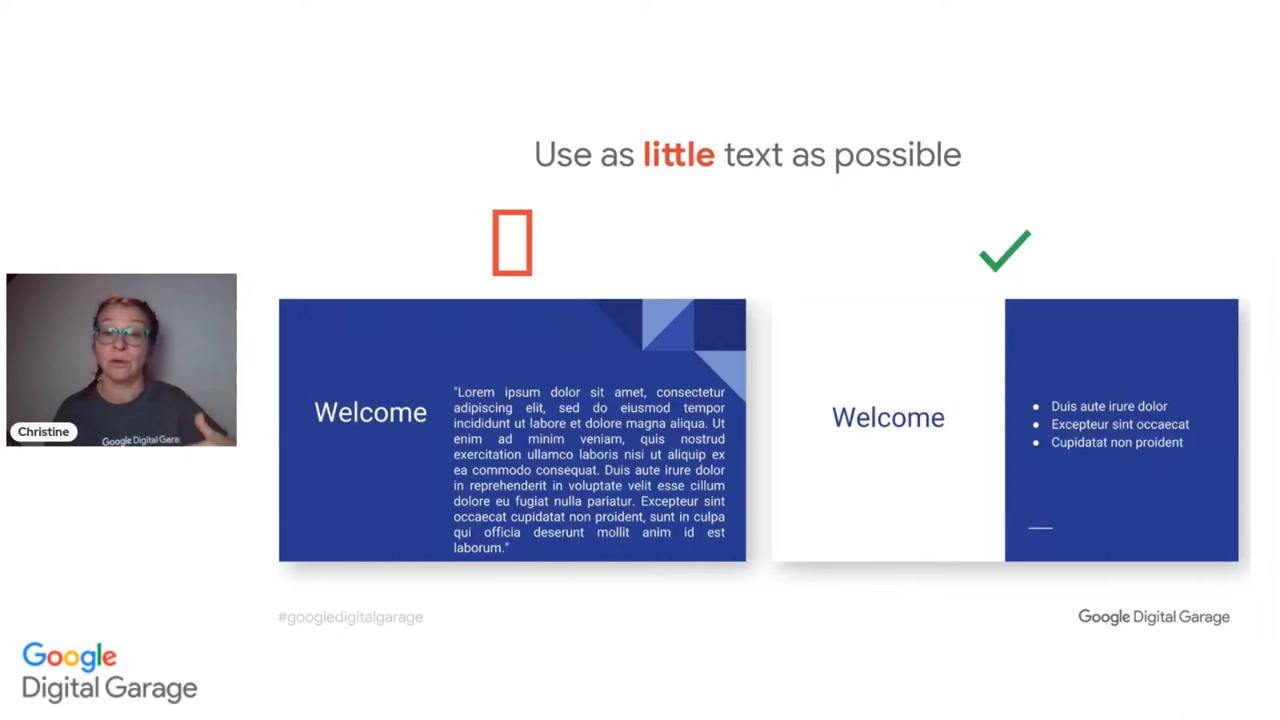 Use as little text as possible
Welcome
"Lorem ipsum dolor sit amet, consectetur
adipiscing elit, sed do eiusmod tempor
incididunt ut labore et dolore magna aliqua. Ut
enim ad minim veniam, quis nostrud
exercitation ullamco laboris nisi ut aliquip ex
ea commodo consequat. Duis aute irure dolor
in reprehenderit in voluptate velit esse cillum
dolore eu fugiat nulla pariatur. Excepteur sint
occaecat cupidatat non proident, sunt in culpa
qui officia deserunt mollit anim id est
laborum."
Welcome
• Duis aute irure dolor
• Excepteur sint occaecat
• Cupidatat non proident
Christine
Google Digital Gara
#googledigitalgarage
Google Digital Garage
Google
Digital Garage